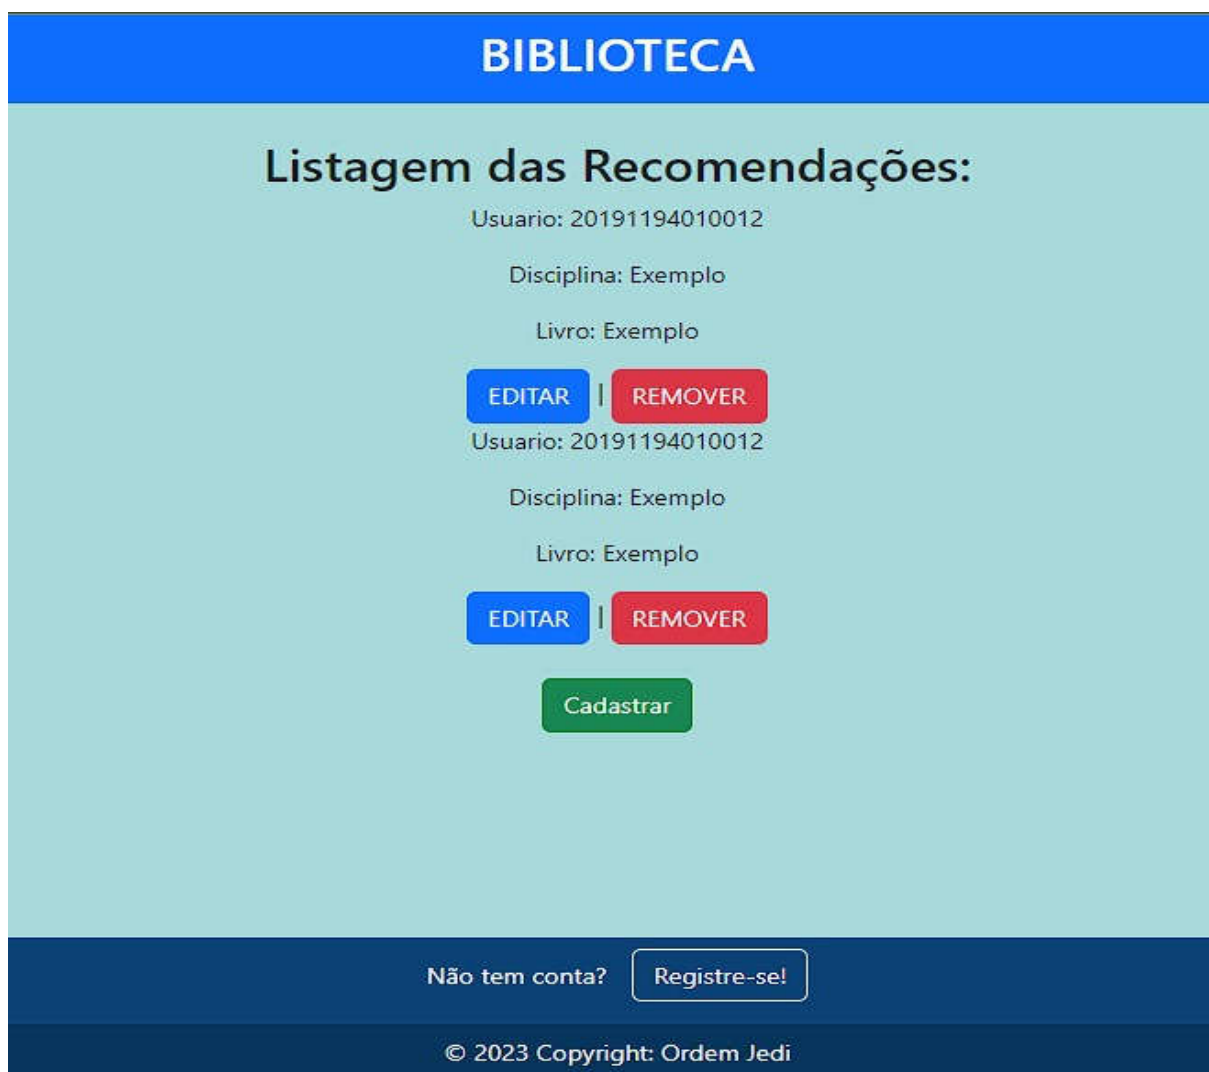 BIBLIOTECA
Listagem das Recomendações:
Usuario: 20191194010012
Disciplina: Exemplo
Livro: Exemplo
EDITAR | REMOVER
Usuario: 20191194010012
Disciplina: Exemplo
Livro: Exemplo
EDITAR | REMOVER
Cadastrar
Não tem conta? Registre-se!
© 2023 Copyright: Ordem Jedi